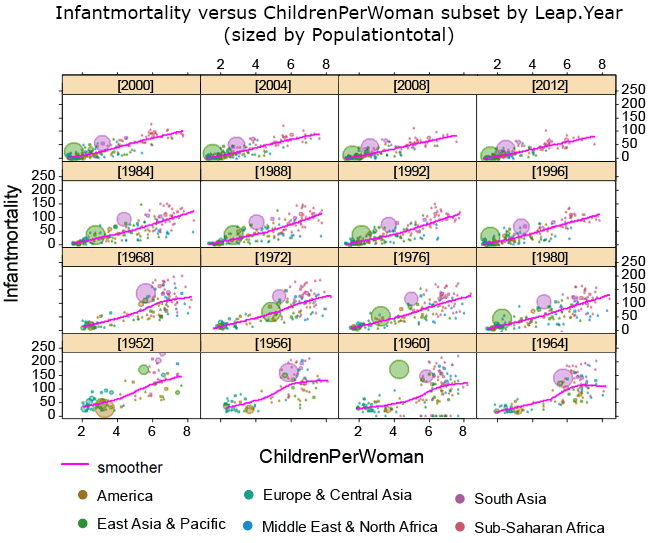 Infantmortality versus ChildrenPerWoman subset by Leap.Year
(sized by Populationtotal)
2 4 6 8 2 4 6 8
[2000] [2004] [2008] [2012]
250
200
150
100
50
0
[1984] [1988] [1992] [1996]
250
200
150
100
50
0
[1968] [1972] [1976] [1980]
250
200
150
100
50
0
[1952] [1956] [1960] [1964]
250
200
150
100
50
0
2 4 6 8 2 4 6 8
Infantmortality
ChildrenPerWoman
smoother
America
Europe & Central Asia
South Asia
East Asia & Pacific
Middle East & North Africa
Sub-Saharan Africa